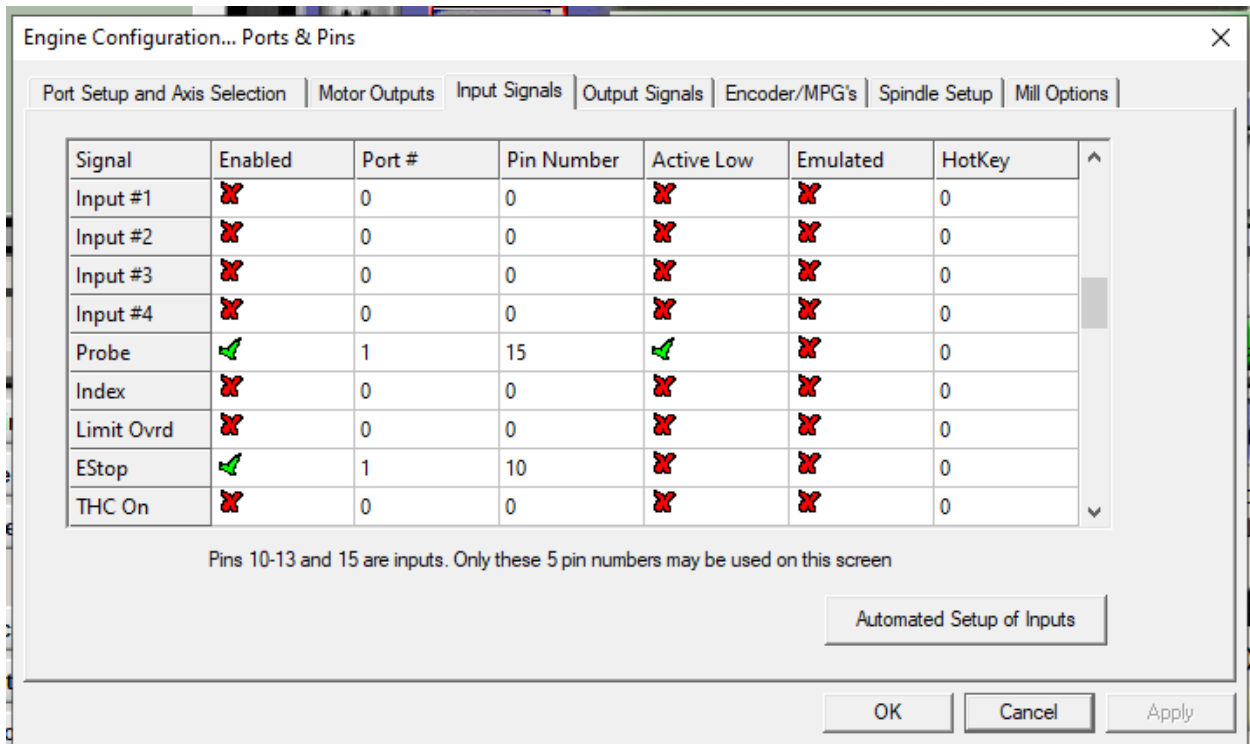 Engine Configuration... Ports & Pins
Port Setup and Axis Selection Motor Outputs Input Signals Output Signals Encoder/MPG's Spindle Setup Mill Options
Signal Enabled Port # Pin Number Active Low Emulated HotKey
Input #1 0 0 0
Input #2 0 0 0
Input #3 0 0 0
Input #4 0 0 0
Probe 1 15 0
Index 0 0 0
Limit Ovrd 0 0 0
EStop 1 10 0
THC On 0 0 0
Pins 10-13 and 15 are inputs. Only these 5 pin numbers may be used on this screen
Automated Setup of Inputs
OK Cancel Apply